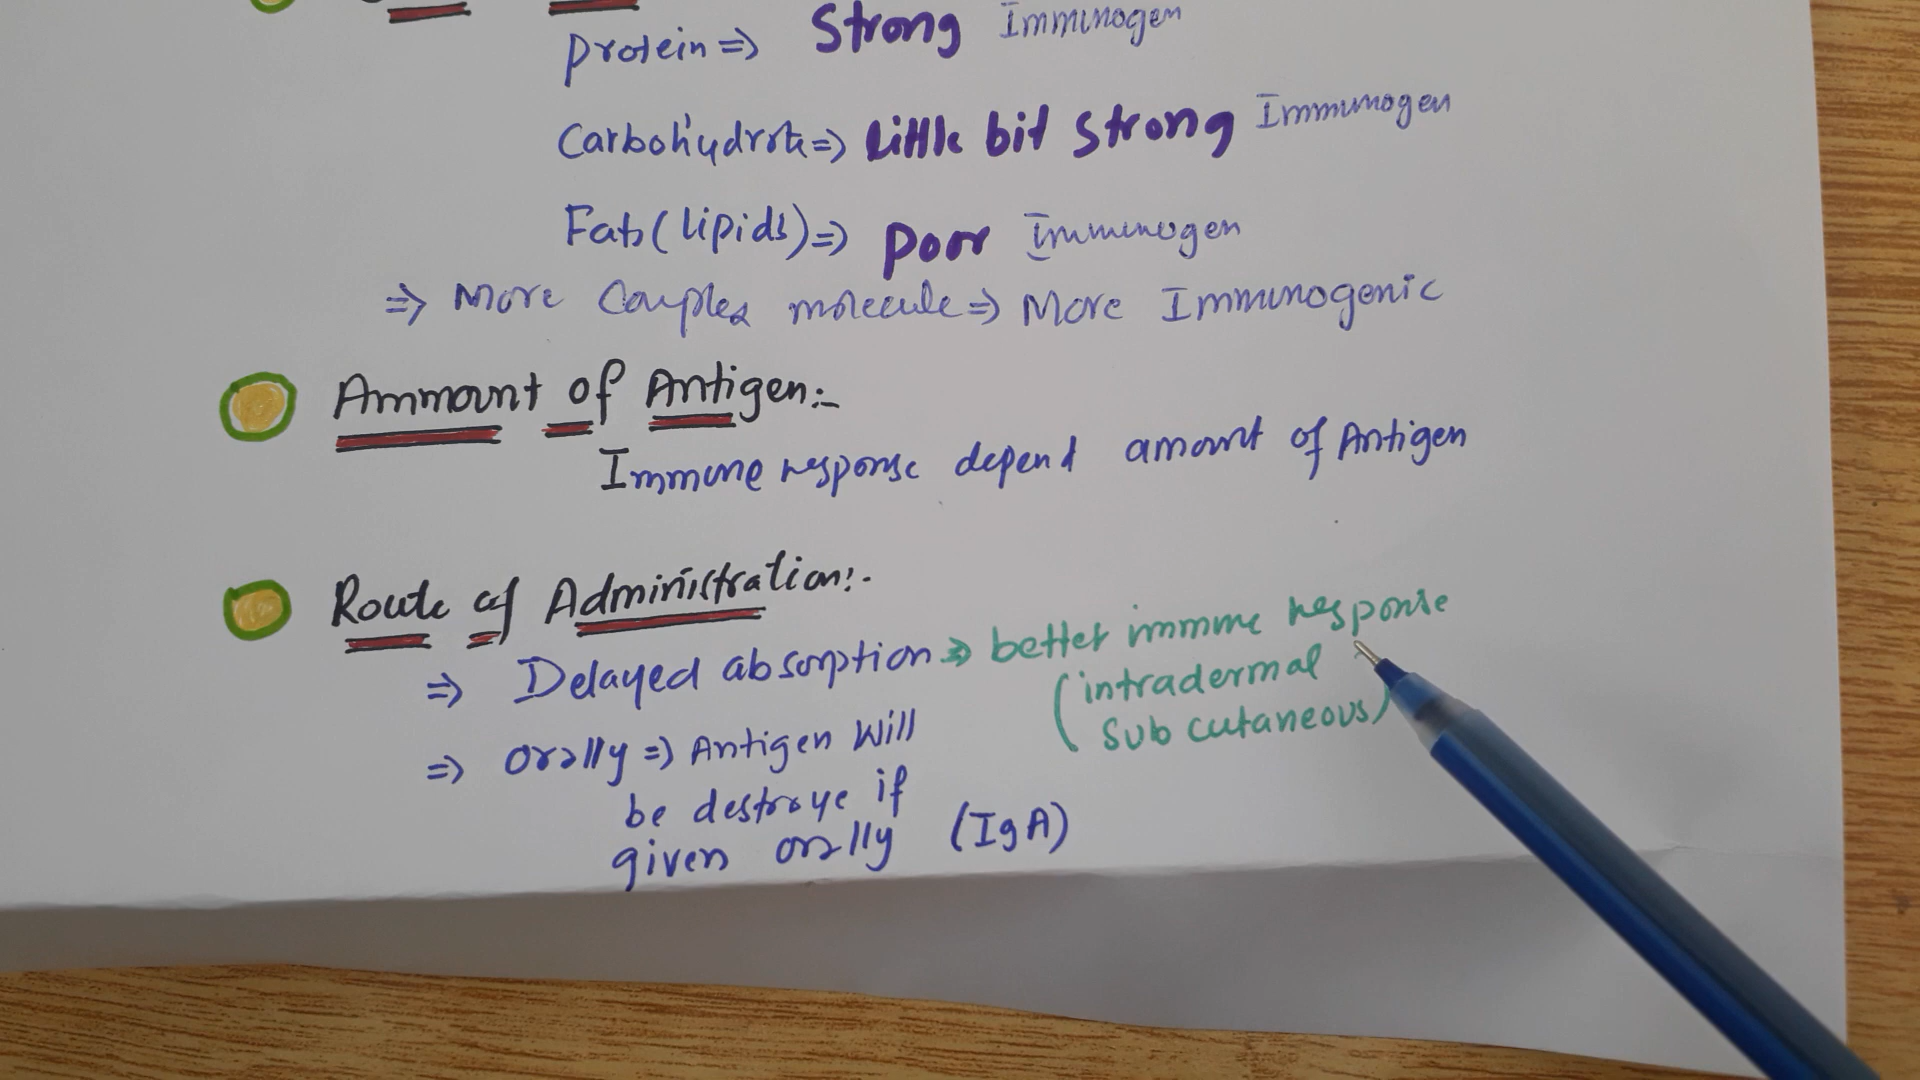 Protein => Strong Immunogen
Carbohydrate => Little bit Strong Immunogen
Fats (lipids) => Poor Immunogen
=> More Complex molecule => More Immunogenic
Ammount of Antigen:-
Immune response depend amount of Antigen
Route of Administration:-
=> Delayed absorption => better immune response
(intradermal
Sub cutaneous)
=> Orally => Antigen Will
be destroye if
given orally (IgA)